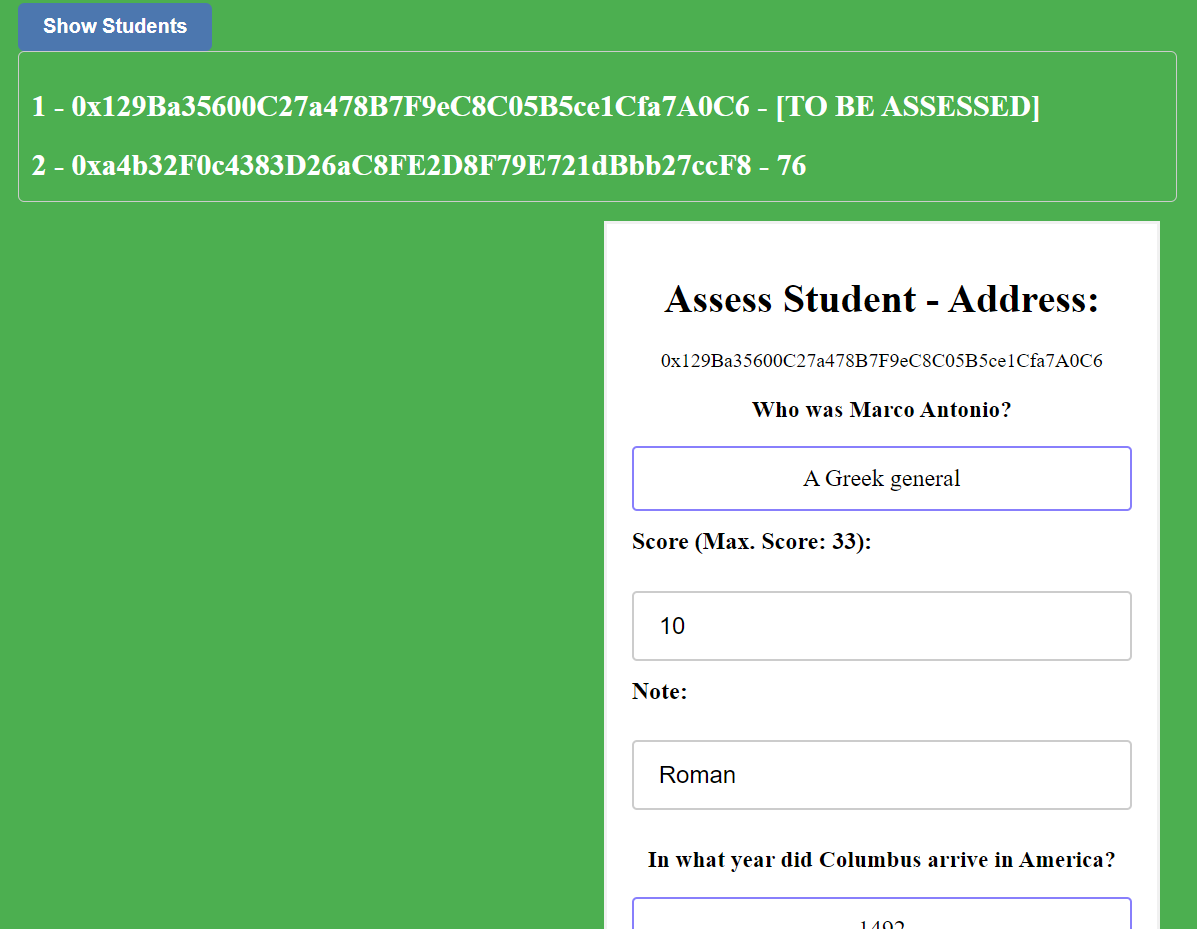 Show Students
1 - 0x129Ba35600C27a478B7F9eC8C05B5ce1Cfa7A0C6 - [TO BE ASSESSED]
2 - 0xa4b32F0c4383D26aC8FE2D8F79E721dBbb27ccF8 - 76
Assess Student - Address:
0x129Ba35600C27a478B7F9eC8C05B5ce1Cfa7A0C6
Who was Marco Antonio?
A Greek general
Score (Max. Score: 33):
10
Note:
Roman
In what year did Columbus arrive in America?
1492